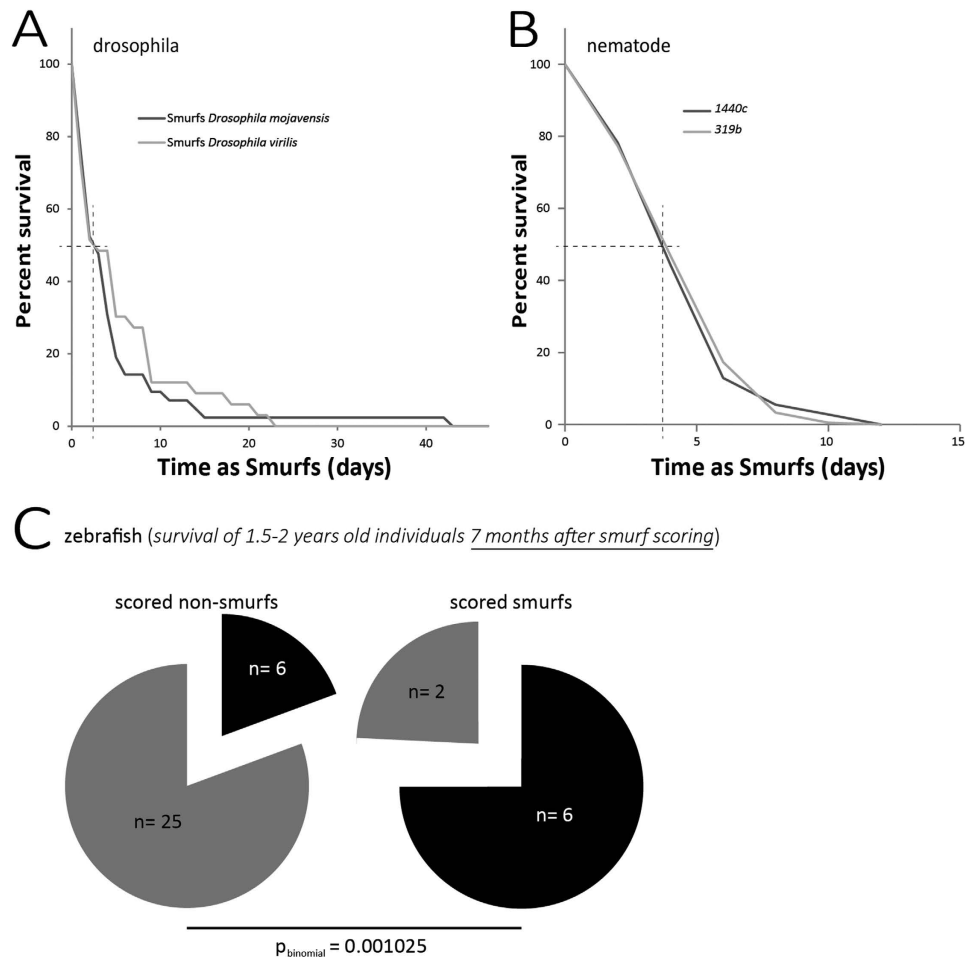 A
drosophila
100
80
60
40
20
0
Percent survival
Smurfs Drosophila mojavensis
Smurfs Drosophila virilis
0 10 20 30 40
Time as Smurfs (days)
B
nematode
100
80
60
40
20
0
Percent survival
1440c
319b
0 5 10 15
Time as Smurfs (days)
C zebrafish (survival of 1.5-2 years old individuals 7 months after smurf scoring)
scored non-smurfs
n= 6
n= 25
scored smurfs
n= 2
n= 6
pbinomial = 0.001025